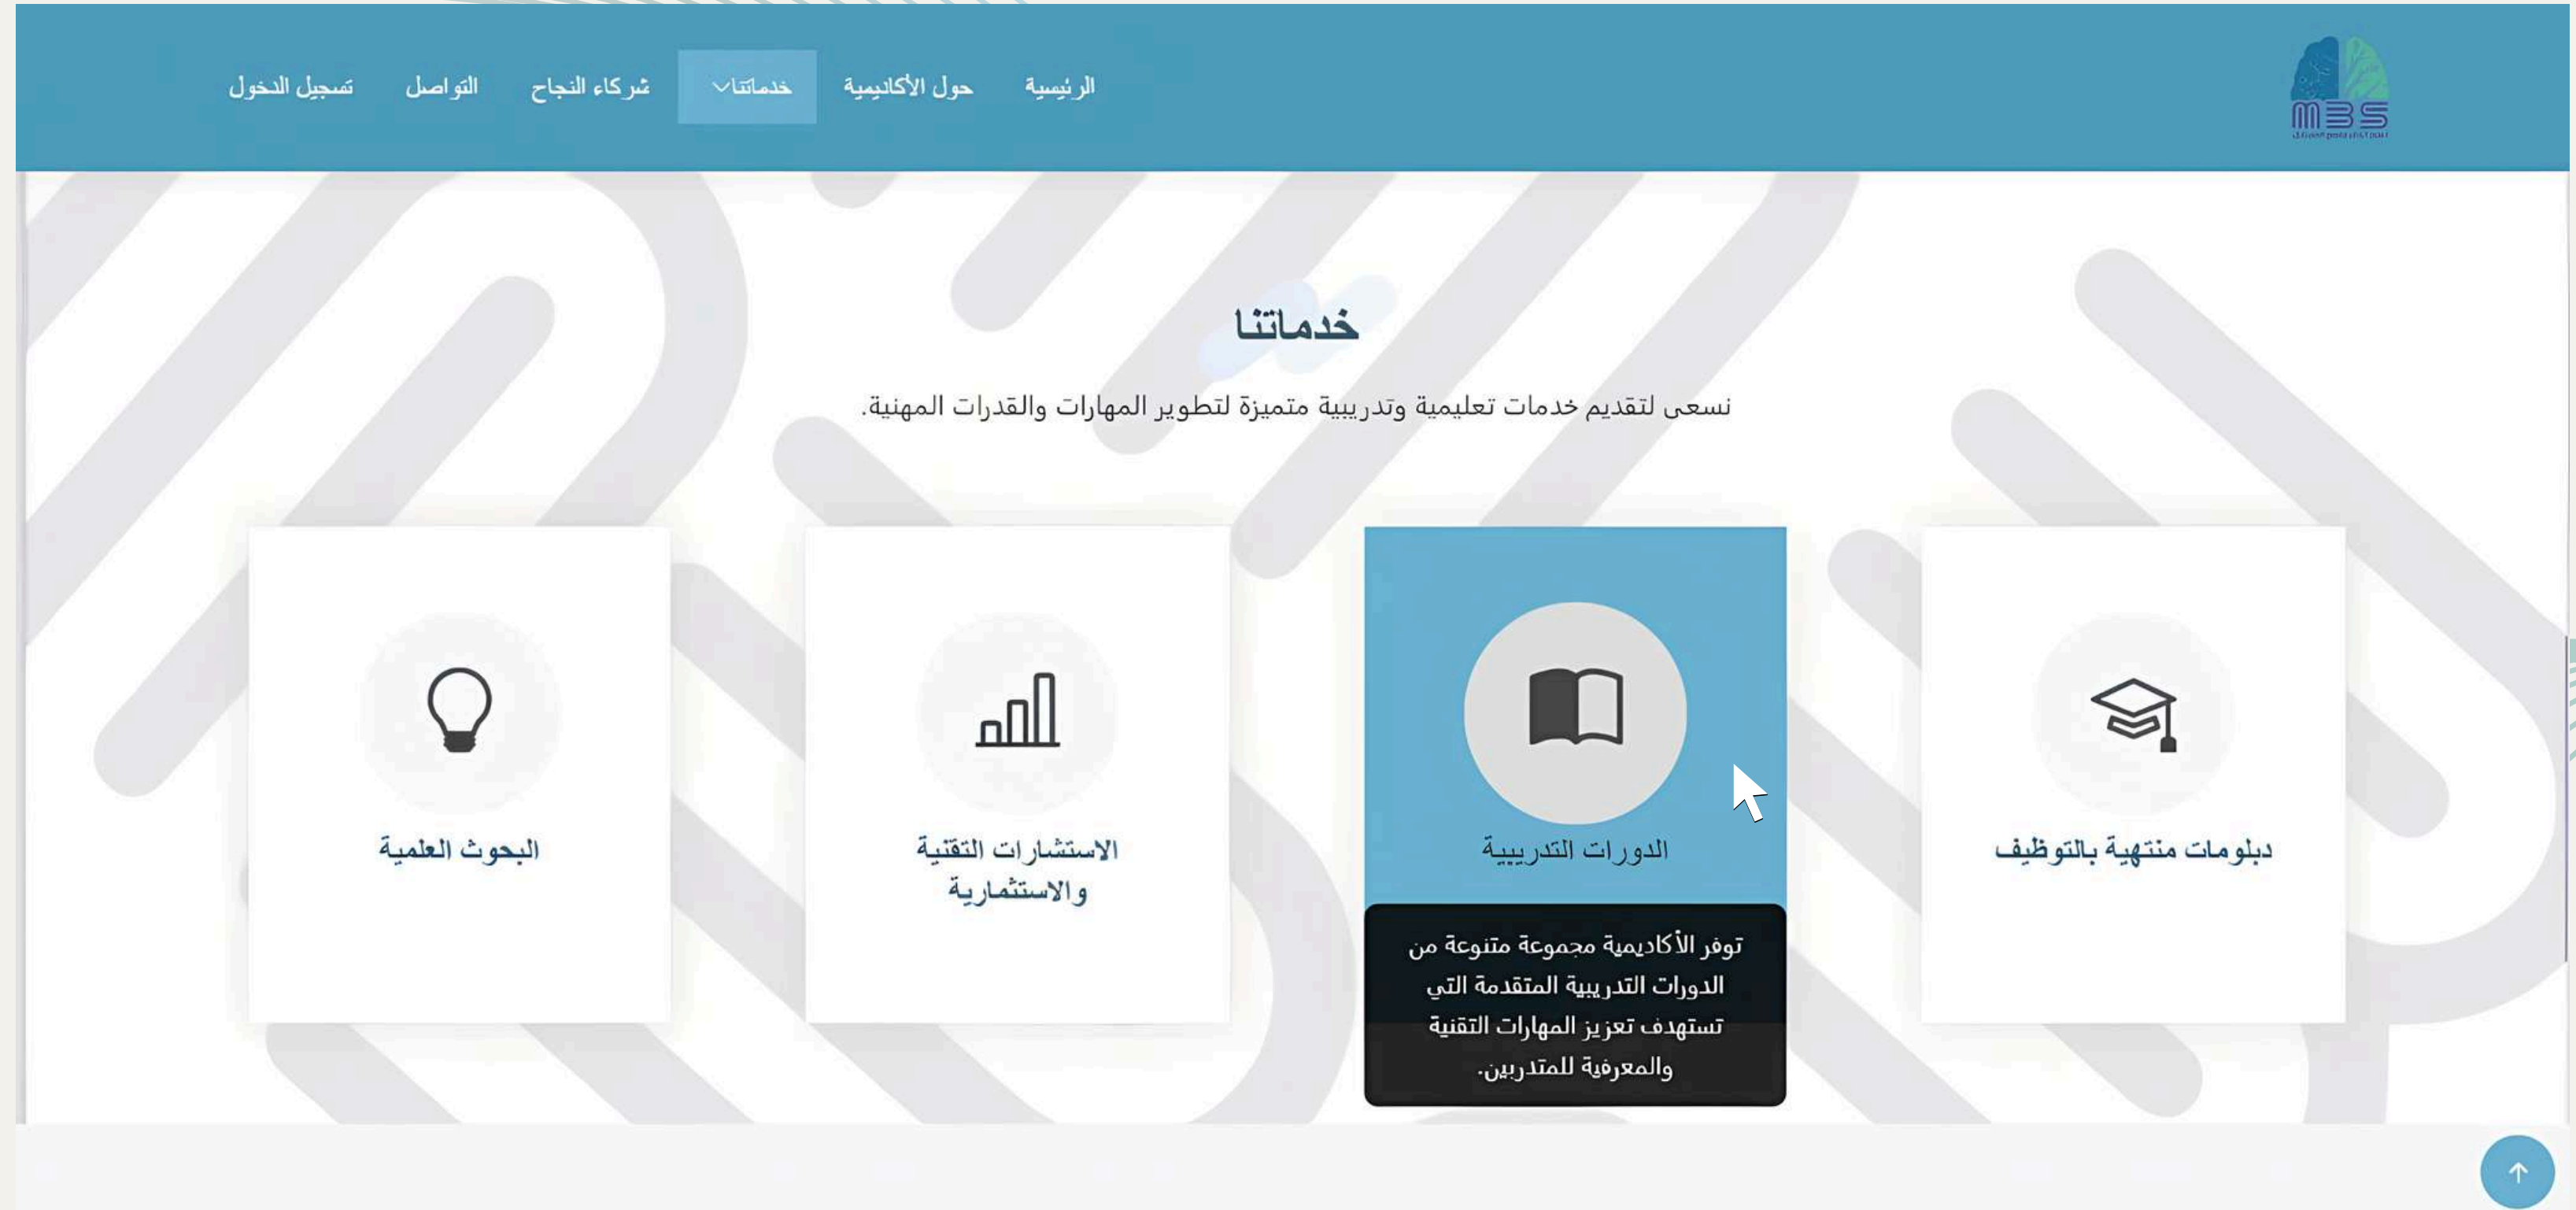 MBS
الرئيسية
حول الأكاديمية
خدماتنا
شركاء النجاح
التواصل
تسجيل الدخول
خدماتنا
نسعى لتقديم خدمات تعليمية وتدريبية متميزة لتطوير المهارات والقدرات المهنية.
دبلومات منتهية بالتوظيف
الدورات التدريبية
توفر الأكاديمية مجموعة متنوعة من
الدورات التدريبية المتقدمة التي
تستهدف تعزيز المهارات التقنية
والمعرفية للمتدربين.
الاستشارات التقنية
والاستثمارية
البحوث العلمية